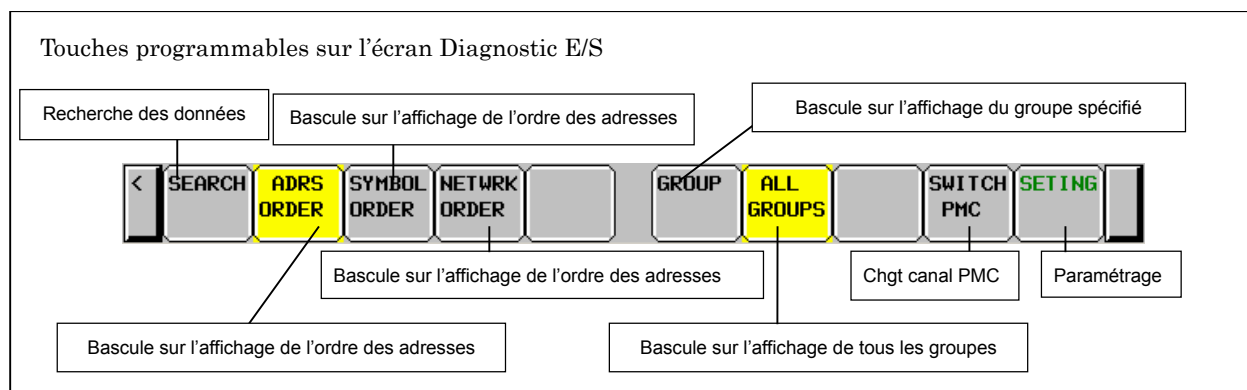 Touches programmables sur l'écran Diagnostic E/S
Recherche des données
Bascule sur l'affichage de l'ordre des adresses
Bascule sur l'affichage du groupe spécifié
< SEARCH ADRS SYMBOL NETWRK GROUP ALL SWITCH SETING
ORDER ORDER ORDER GROUPS PMC
Bascule sur l'affichage de l'ordre des adresses
Chgt canal PMC
Paramétrage
Bascule sur l'affichage de l'ordre des adresses
Bascule sur l'affichage de tous les groupes